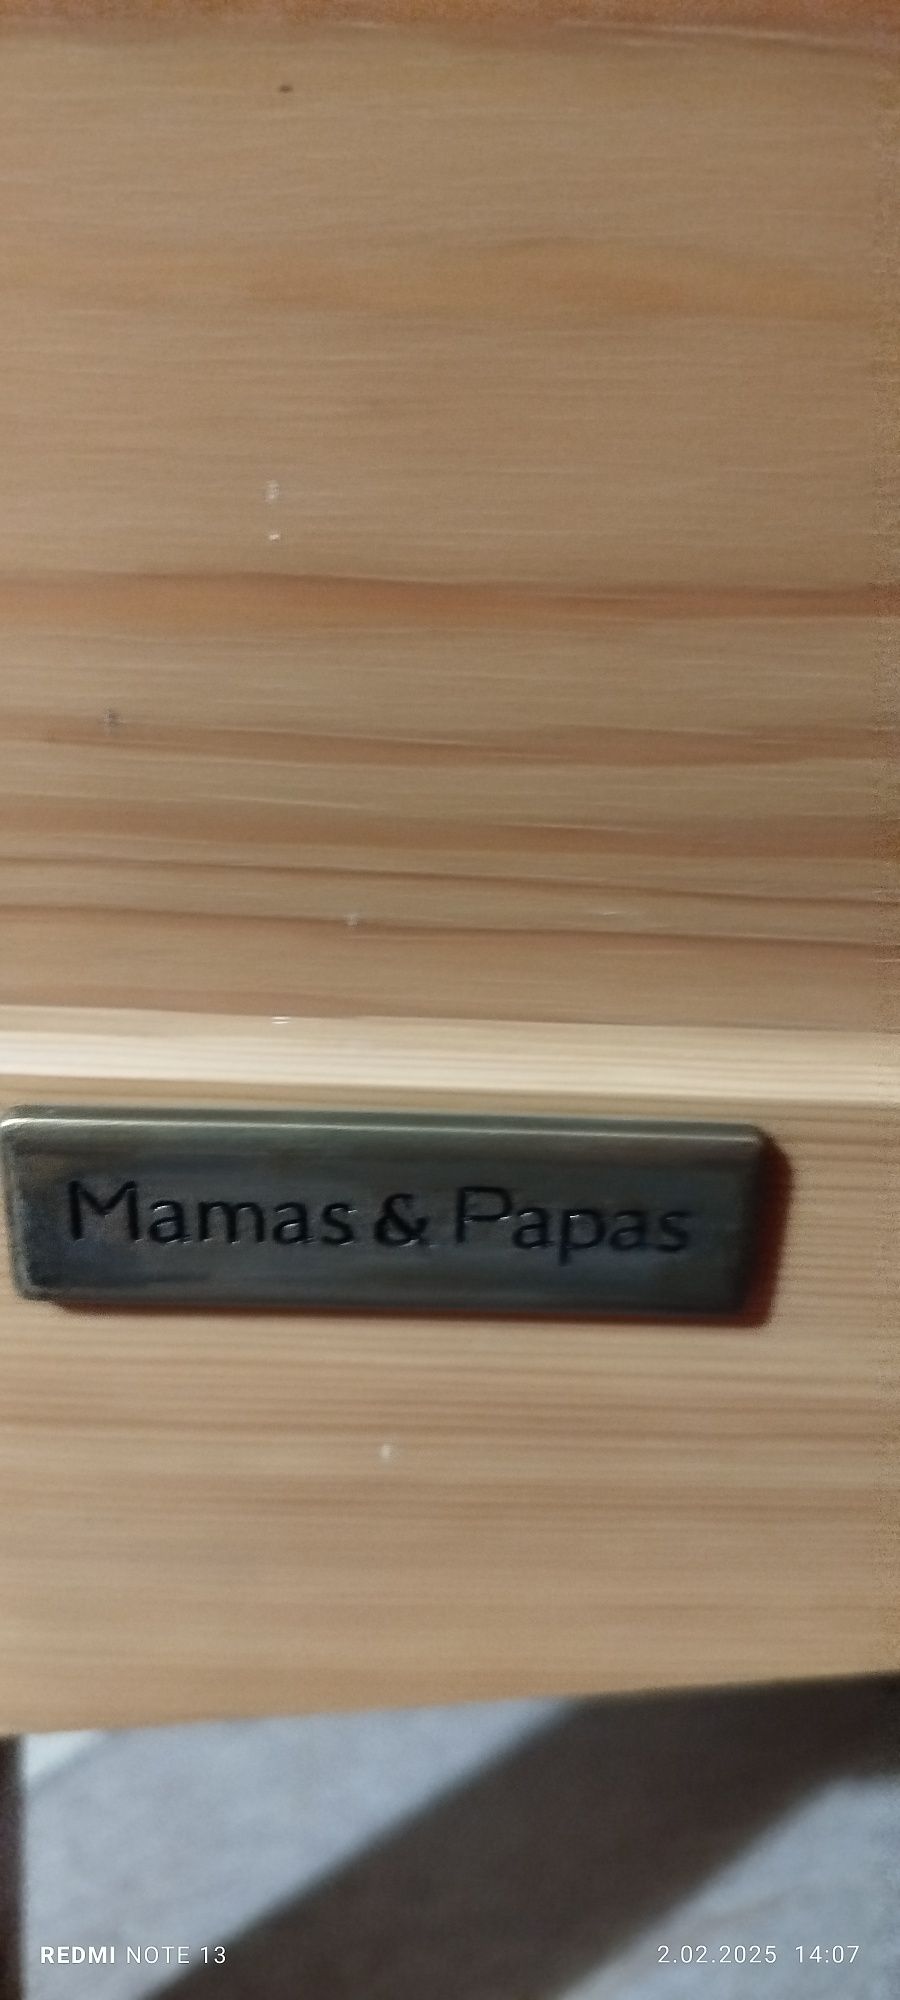 Mamas & Papas
REDMI NOTE 13
2.02.2025 14:07